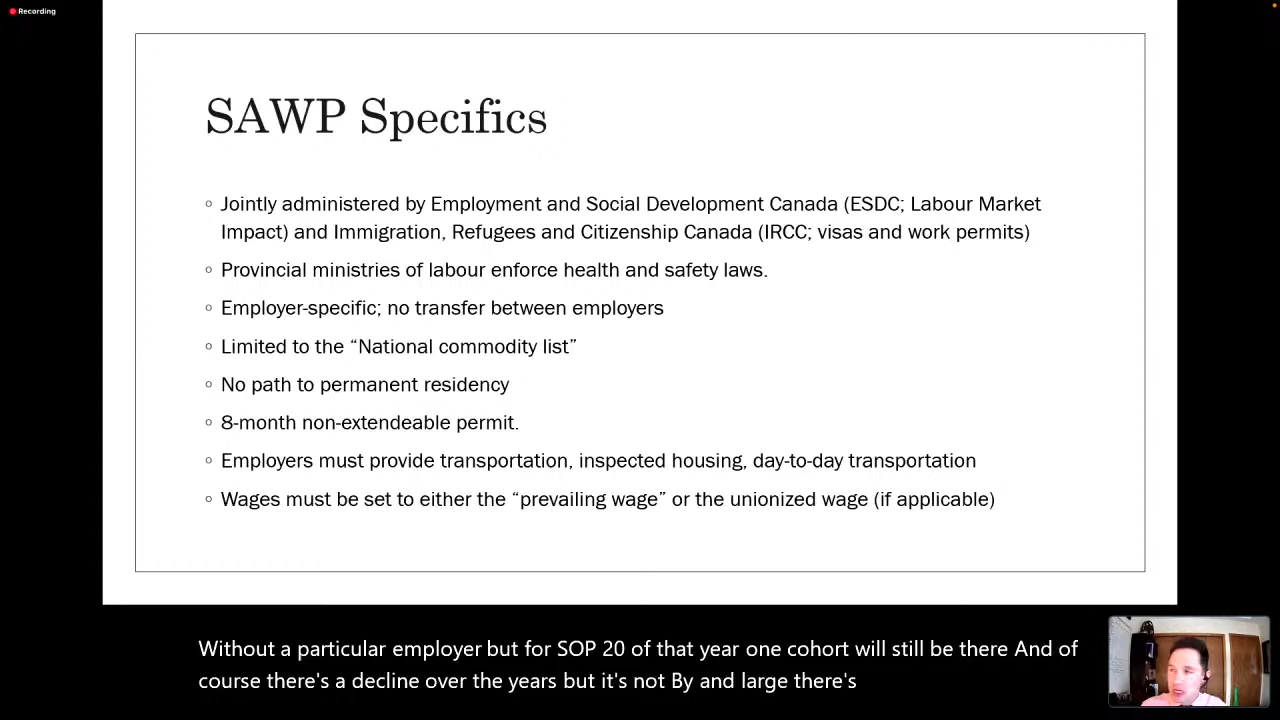 Recording
SAWP Specifics
◦ Jointly administered by Employment and Social Development Canada (ESDC; Labour Market
Impact) and Immigration, Refugees and Citizenship Canada (IRCC; visas and work permits)
◦ Provincial ministries of labour enforce health and safety laws.
◦ Employer-specific; no transfer between employers
◦ Limited to the “National commodity list”
◦ No path to permanent residency
◦ 8-month non-extendeable permit.
◦ Employers must provide transportation, inspected housing, day-to-day transportation
◦ Wages must be set to either the “prevailing wage” or the unionized wage (if applicable)
Without a particular employer but for SOP 20 of that year one cohort will still be there And of
course there's a decline over the years but it's not By and large there's